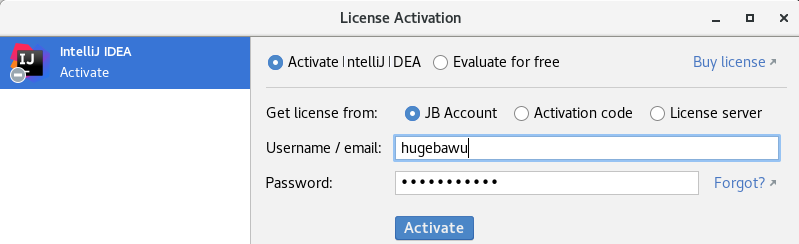 License Activation
IJ
IntelliJ IDEA
Activate
Activate IntelliJ IDEA Evaluate for free Buy license
Get license from: JB Account Activation code License server
Username / email: hugebawu
Password: •••••••••••  Forgot?
Activate